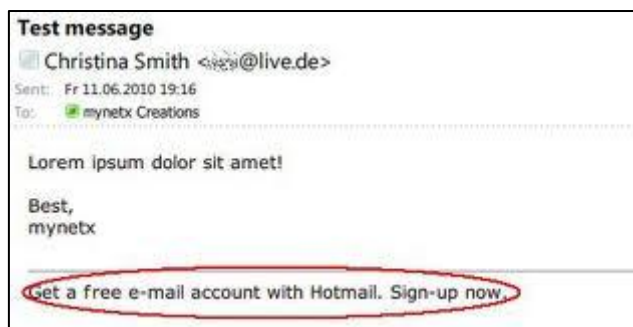 Test message
Christina Smith < @live.de>
Sent: Fr 11.06.2010 19:16
To: mynetx Creations
Lorem ipsum dolor sit amet!
Best,
mynetx
Get a free e-mail account with Hotmail. Sign-up now.